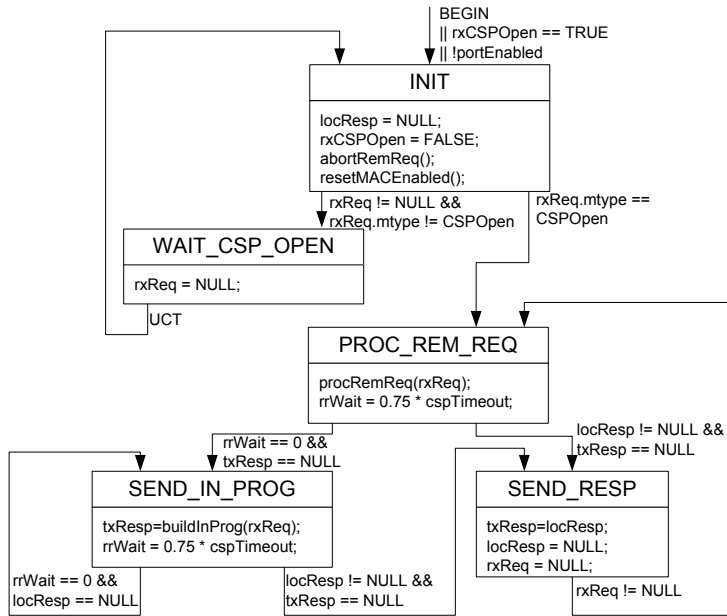 BEGIN
|| rxCSPOpen == TRUE
|| !portEnabled
INIT
locResp = NULL;
rxCSPOpen = FALSE;
abortRemReq();
resetMACEnabled();
rxReq != NULL &&
rxReq.mtype != CSPOpen
rxReq.mtype ==
CSPOpen
WAIT_CSP_OPEN
rxReq = NULL;
UCT
PROC_REM_REQ
procRemReq(rxReq);
rrWait = 0.75 * cspTimeout;
rrWait == 0 &&
txResp == NULL
locResp != NULL &&
txResp == NULL
SEND_IN_PROG
txResp=buildInProg(rxReq);
rrWait = 0.75 * cspTimeout;
SEND_RESP
txResp=locResp;
locResp = NULL;
rxReq = NULL;
rrWait == 0 &&
locResp == NULL
locResp != NULL &&
txResp == NULL
rxReq != NULL